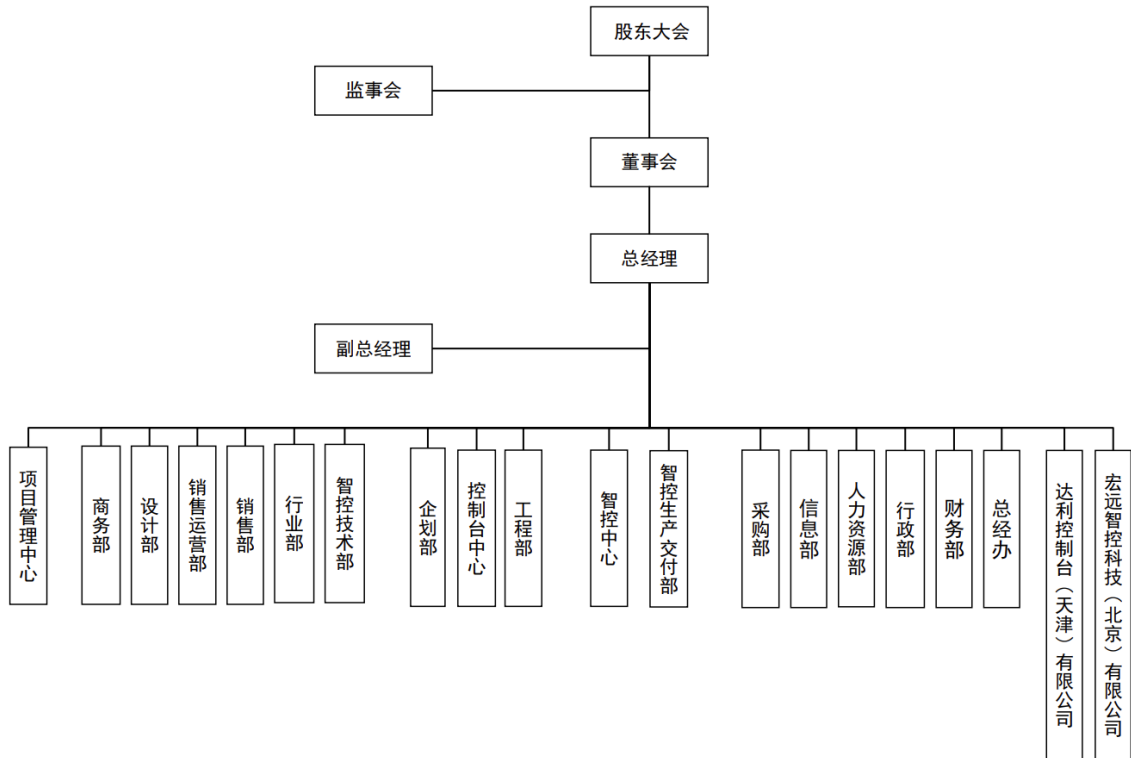 股东大会
监事会
董事会
总经理
副总经理
项目管理中心
商务部
设计部
销售运营部
销售部
行业部
智控技术部
企划部
控制台中心
工程部
智控中心
智控生产交付部
采购部
信息部
人力资源部
行政部
财务部
总经办
达利控制台（天津）有限公司
宏远智控科技（北京）有限公司